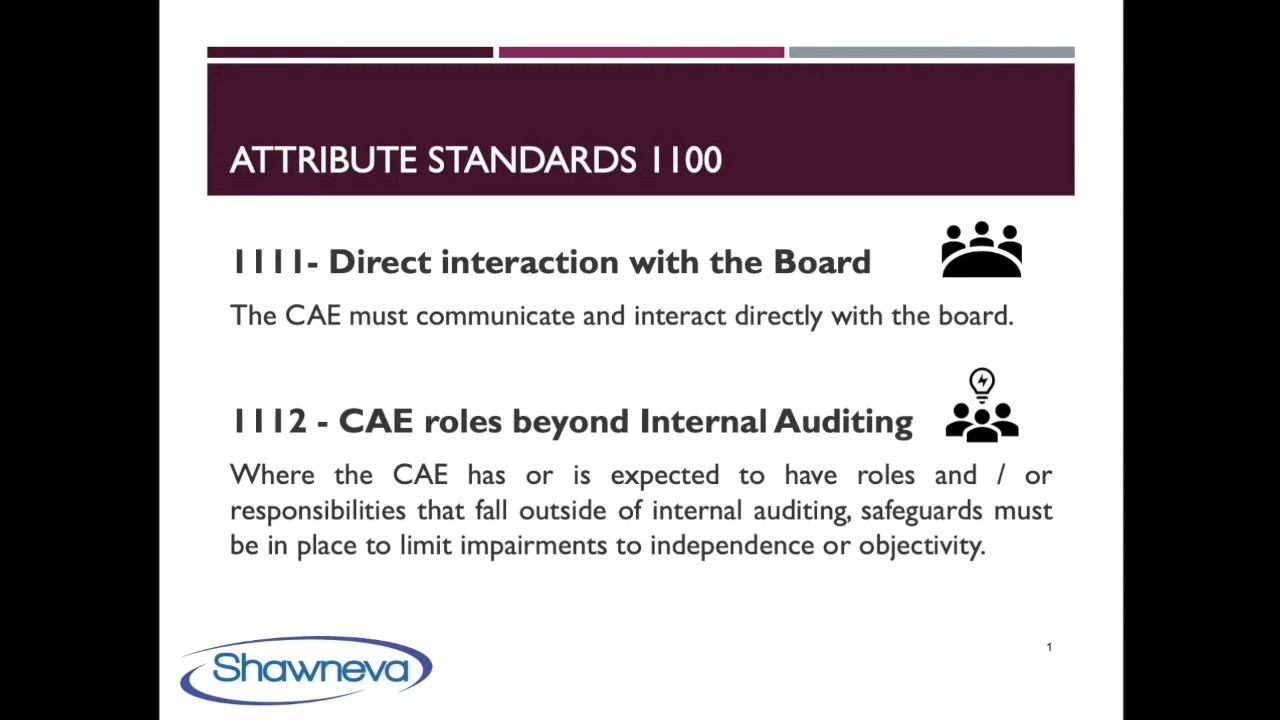 ATTRIBUTE STANDARDS 1100
1111- Direct interaction with the Board
The CAE must communicate and interact directly with the board.
1112 - CAE roles beyond Internal Auditing
Where the CAE has or is expected to have roles and / or
responsibilities that fall outside of internal auditing, safeguards must
be in place to limit impairments to independence or objectivity.
Shawneva
1